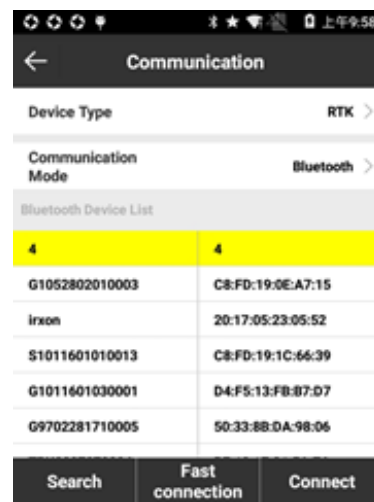 上午9:58
Communication
Device Type RTK
Communication
Mode
Bluetooth
Bluetooth Device List
4 4
G1052802010003 C8:FD:19:0E:A7:15
irxon 20:17:05:23:05:52
S1011601010013 C8:FD:19:1C:66:39
G1011601030001 D4:F5:13:FB:B7:D7
G9702281710005 50:33:8B:DA:98:06
Search
Fast
connection
Connect